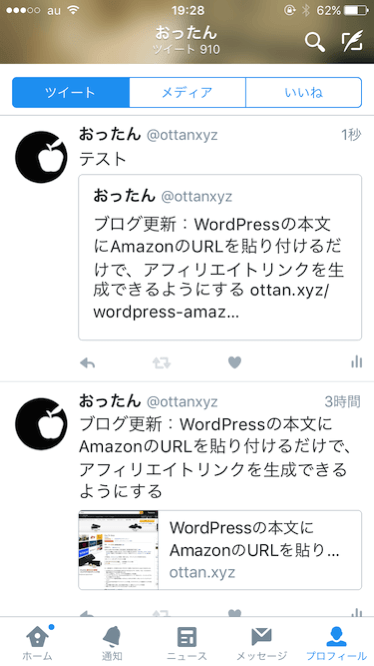 au 19:28 62%
おったん
ツイート 910
ツイート メディア いいね
おったん @ottanxyz 1秒
テスト
おったん @ottanxyz
ブログ更新：WordPressの本文
にAmazonのURLを貼り付けるだ
けで、アフィリエイトリンクを生
成できるようにする ottan.xyz/
wordpress-amaz...
おったん @ottanxyz 3時間
ブログ更新：WordPressの本文に
AmazonのURLを貼り付けるだけで、
アフィリエイトリンクを生成できる
ようにする
WordPressの本文に
AmazonのURLを貼り...
ottan.xyz
ホーム 通知 ニュース メッセージ プロフィール